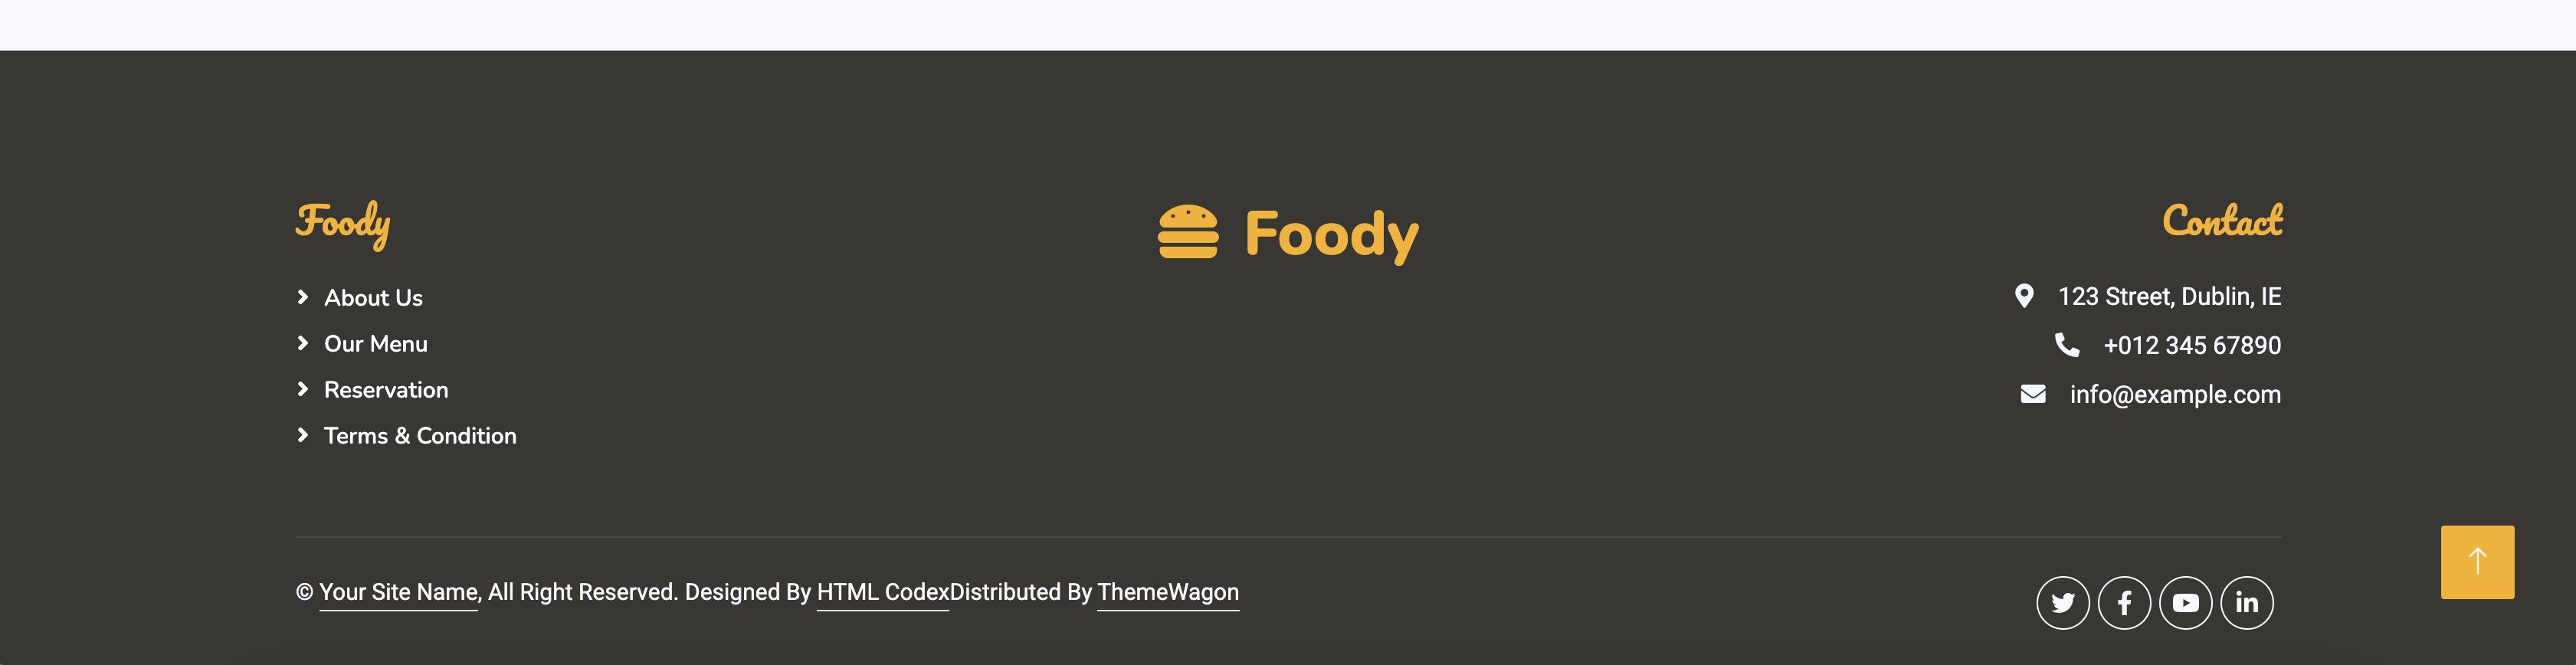 Foody
About Us
Our Menu
Reservation
Terms & Condition
Foody
Contact
123 Street, Dublin, IE
+012 345 67890
info@example.com
© Your Site Name, All Right Reserved. Designed By HTML CodexDistributed By ThemeWagon